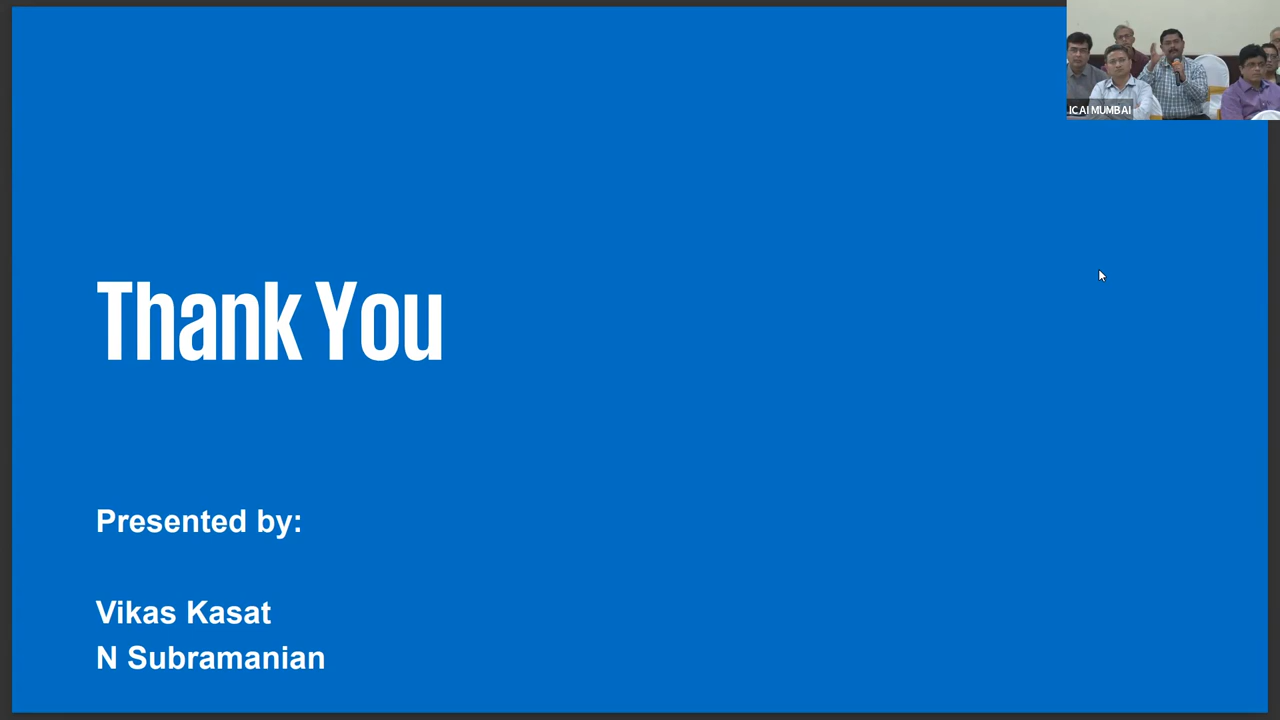 ICAI MUMBAI
Thank You
Presented by:
Vikas Kasat
N Subramanian